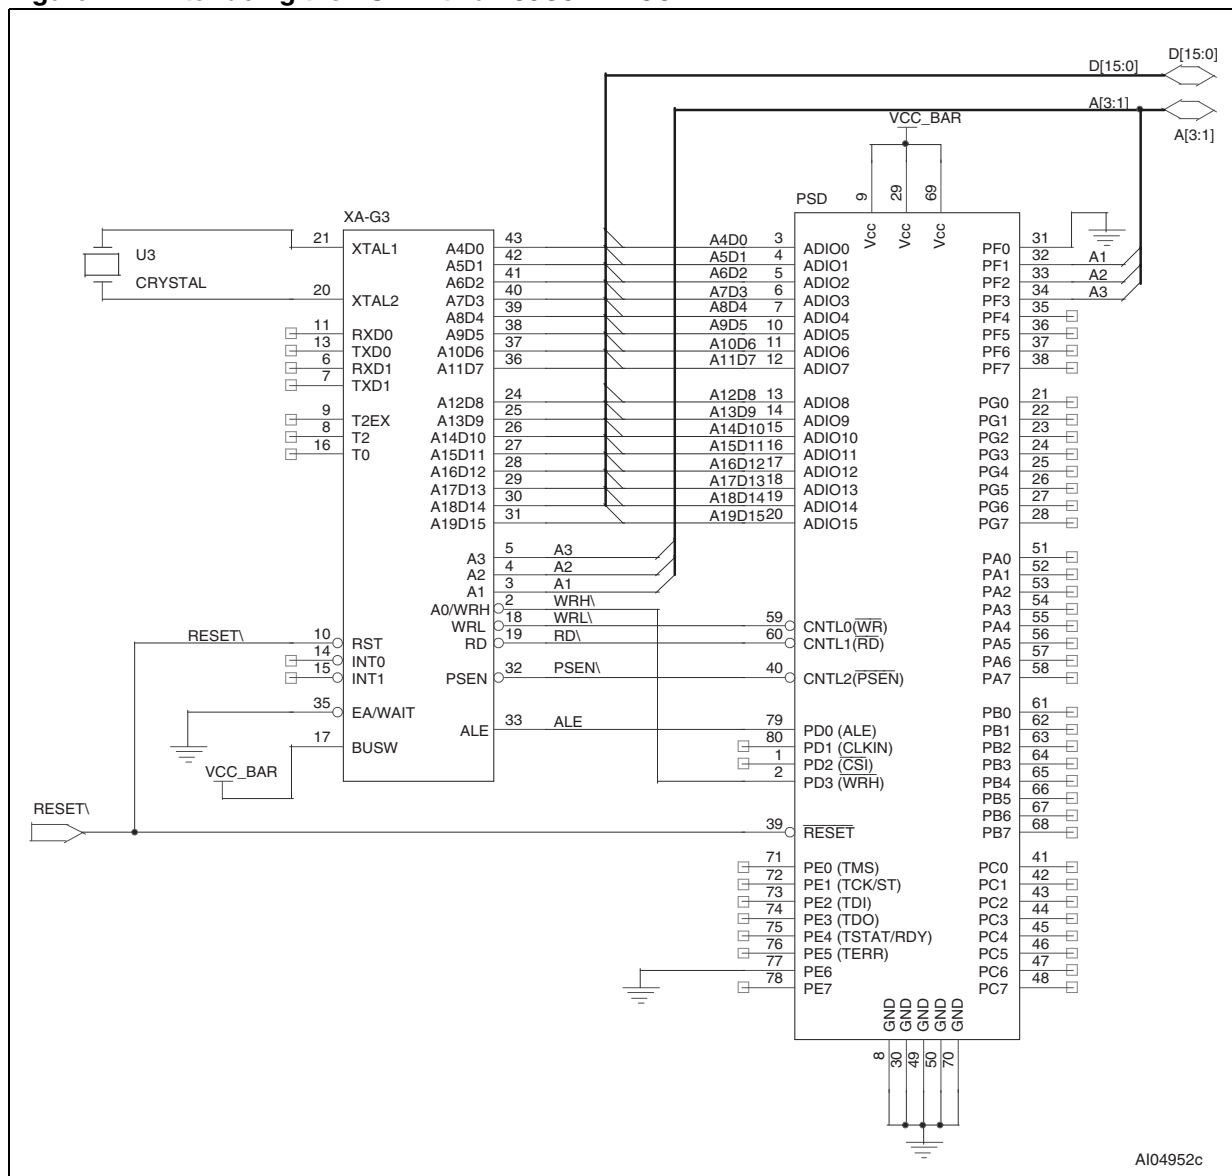 D[15:0]
D[15:0]
A[3:1]
A[3:1]
VCC_BAR
PSD
9
29
69
Vcc
Vcc
Vcc
XA-G3
U3
CRYSTAL
21 XTAL1
20 XTAL2
11 RXD0
13 TXD0
6 RXD1
7 TXD1
9 T2EX
8 T2
16 T0
RESET\ 10 RST
14 INT0
15 INT1
35 EA/WAIT
17 BUSW
VCC_BAR
RESET\
A4D0 43
A5D1 42
A6D2 41
A7D3 40
A8D4 39
A9D5 38
A10D6 37
A11D7 36
A12D8 24
A13D9 25
A14D10 26
A15D11 27
A16D12 28
A17D13 29
A18D14 30
A19D15 31
A3 5 A3
A2 4 A2
A1 3 A1
A0/WRH 2 WRH\
WRL 18 WRL\
RD 19 RD\
PSEN 32 PSEN\
ALE 33 ALE
A4D0 3 ADIO0
A5D1 4 ADIO1
A6D2 5 ADIO2
A7D3 6 ADIO3
A8D4 7 ADIO4
A9D5 10 ADIO5
A10D6 11 ADIO6
A11D7 12 ADIO7
A12D8 13 ADIO8
A13D9 14 ADIO9
A14D10 15 ADIO10
A15D11 16 ADIO11
A16D12 17 ADIO12
A17D13 18 ADIO13
A18D14 19 ADIO14
A19D15 20 ADIO15
59 CNTL0(WR)
60 CNTL1(RD)
40 CNTL2(PSEN)
79 PD0 (ALE)
80 PD1 (CLKIN)
1 PD2 (CSI)
2 PD3 (WRH)
39 RESET
71 PE0 (TMS)
72 PE1 (TCK/ST)
73 PE2 (TDI)
74 PE3 (TDO)
75 PE4 (TSTAT/RDY)
76 PE5 (TERR)
77 PE6
78 PE7
PF0 31
PF1 32 A1
PF2 33 A2
PF3 34 A3
PF4 35
PF5 36
PF6 37
PF7 38
PG0 21
PG1 22
PG2 23
PG3 24
PG4 25
PG5 26
PG6 27
PG7 28
PA0 51
PA1 52
PA2 53
PA3 54
PA4 55
PA5 56
PA6 57
PA7 58
PB0 61
PB1 62
PB2 63
PB3 64
PB4 65
PB5 66
PB6 67
PB7 68
PC0 41
PC1 42
PC2 43
PC3 44
PC4 45
PC5 46
PC6 47
PC7 48
GND
GND
GND
GND
GND
8
30
49
50
70
AI04952c